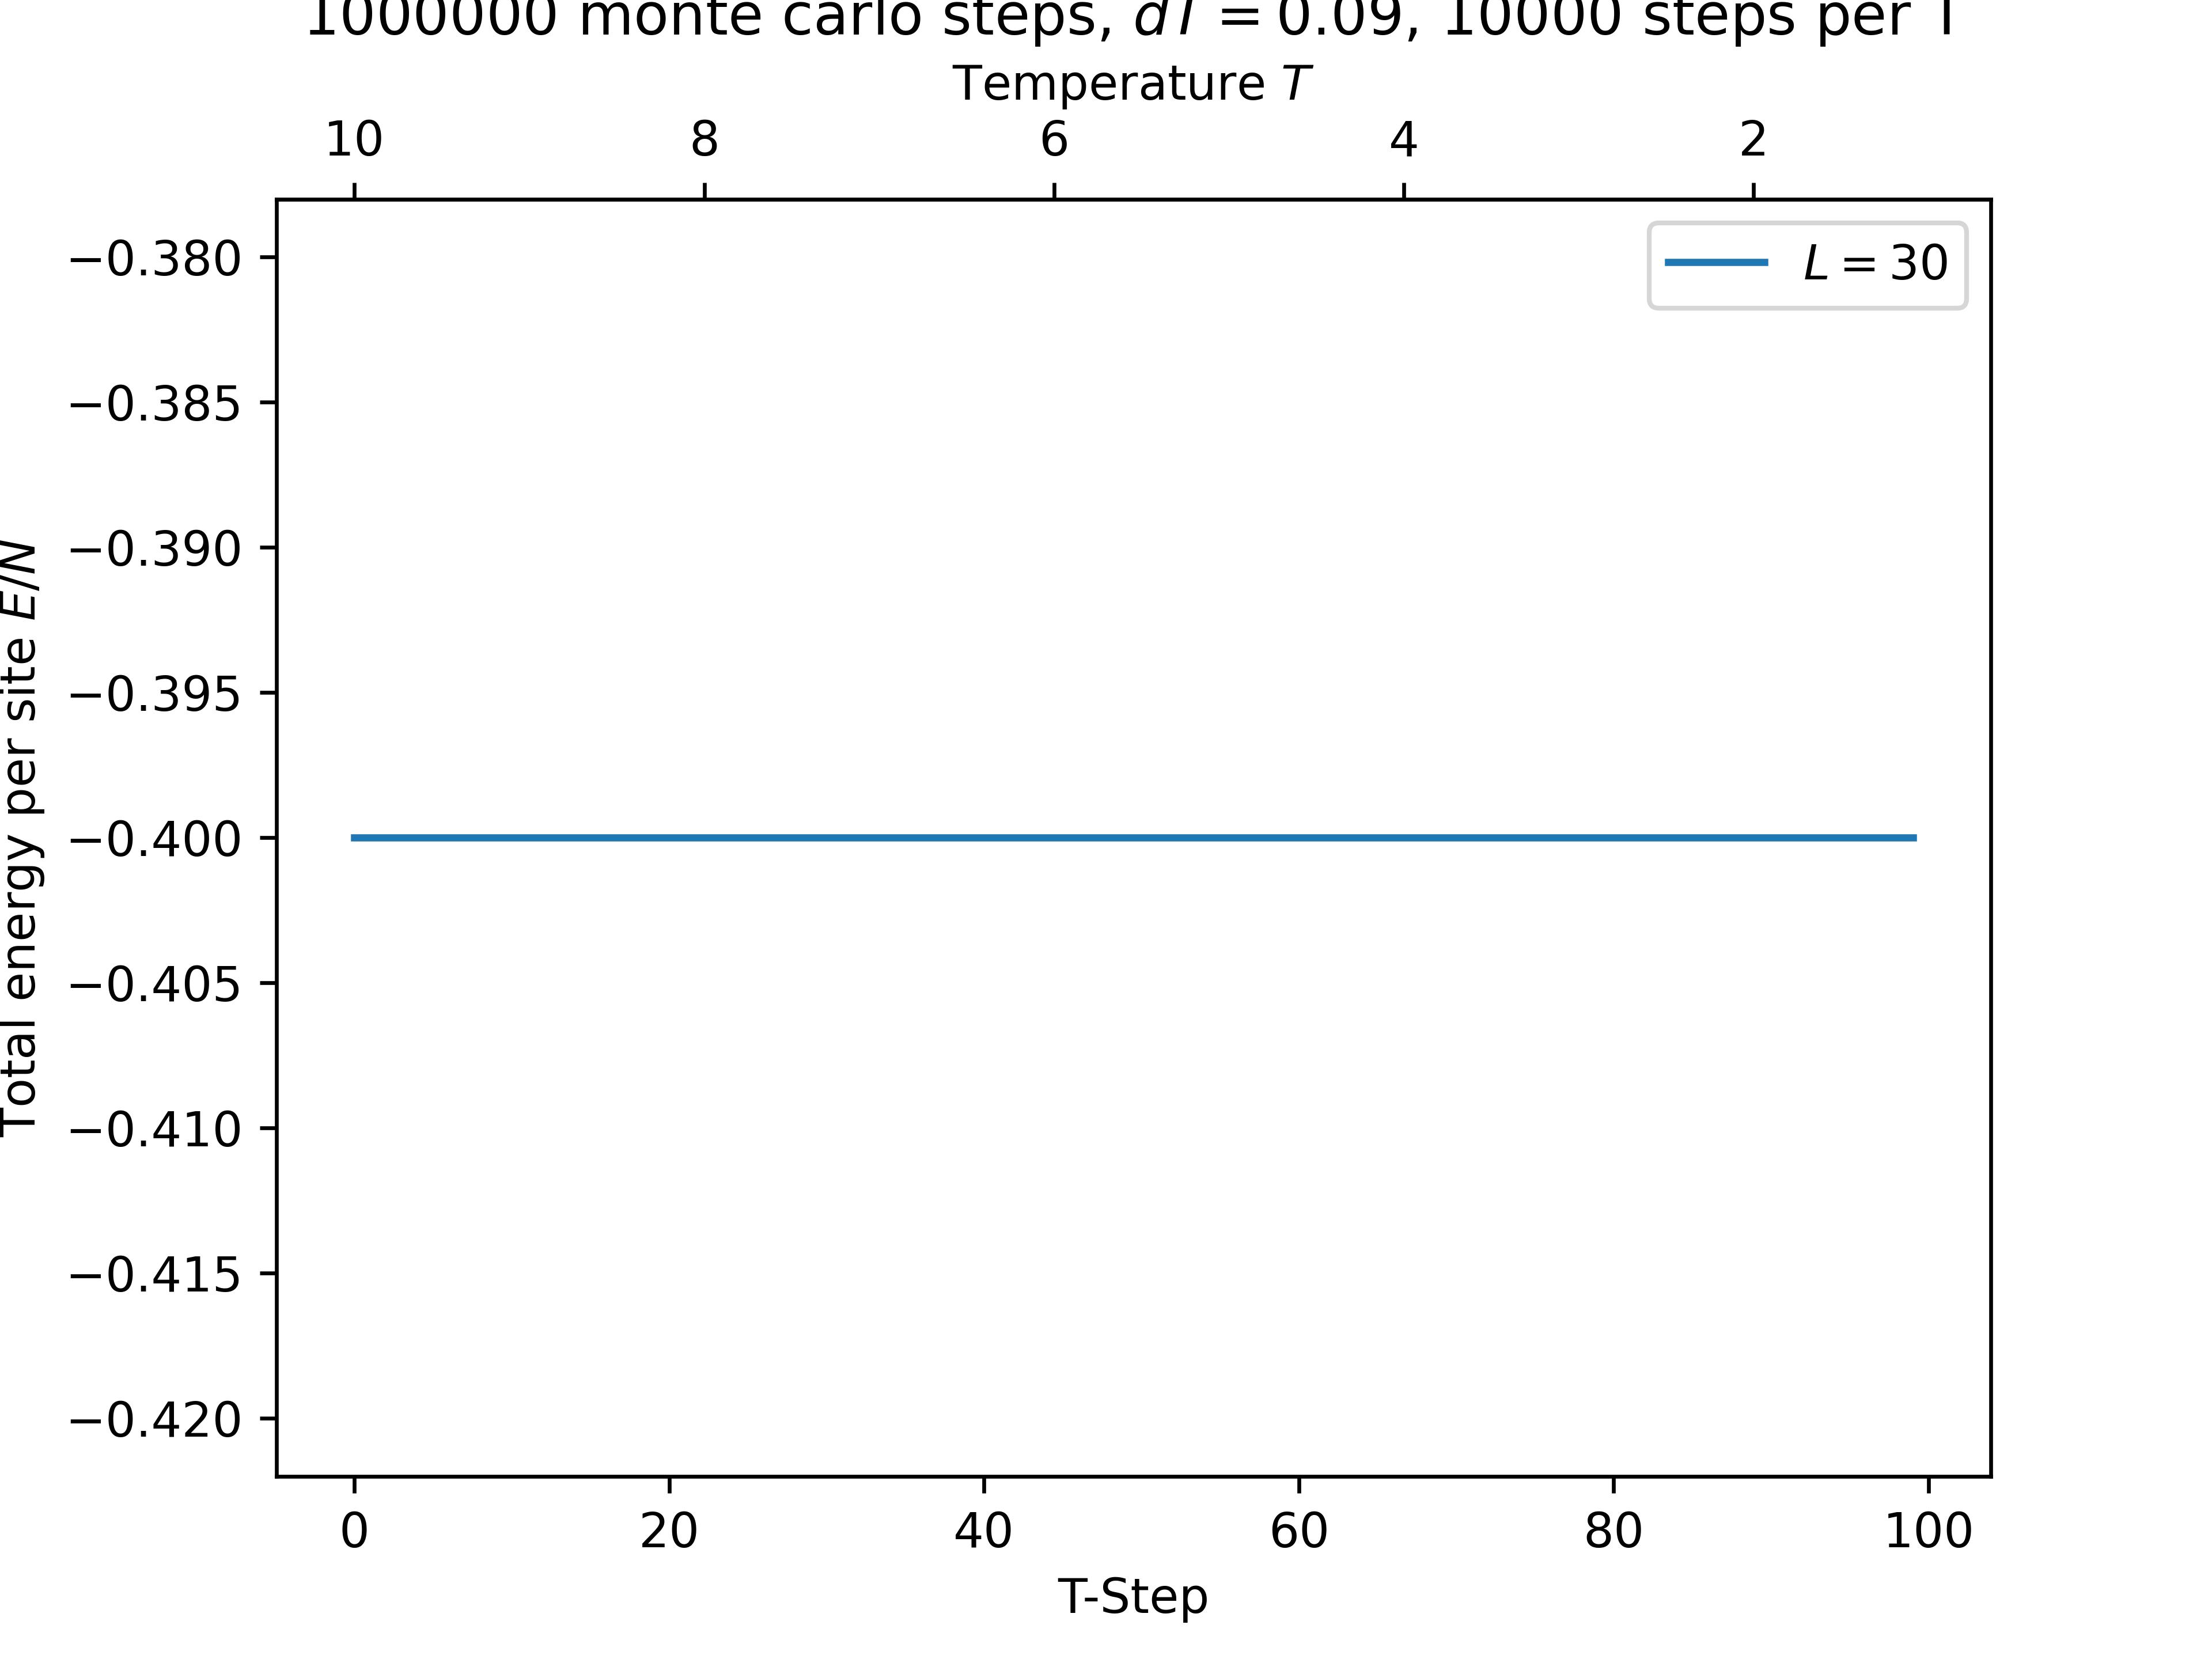 1000000 monte carlo steps, dT = 0.09, 10000 steps per T
Temperature T
10 8 6 4 2
L = 30
−0.380
−0.385
−0.390
−0.395
−0.400
−0.405
−0.410
−0.415
−0.420
Total energy per site E/N
0 20 40 60 80 100
T-Step